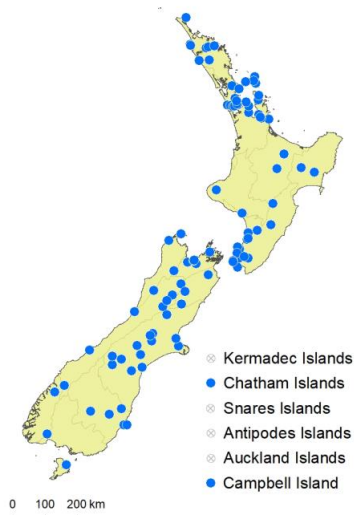 Kermadec Islands
Chatham Islands
Snares Islands
Antipodes Islands
Auckland Islands
Campbell Island
0 100 200 km